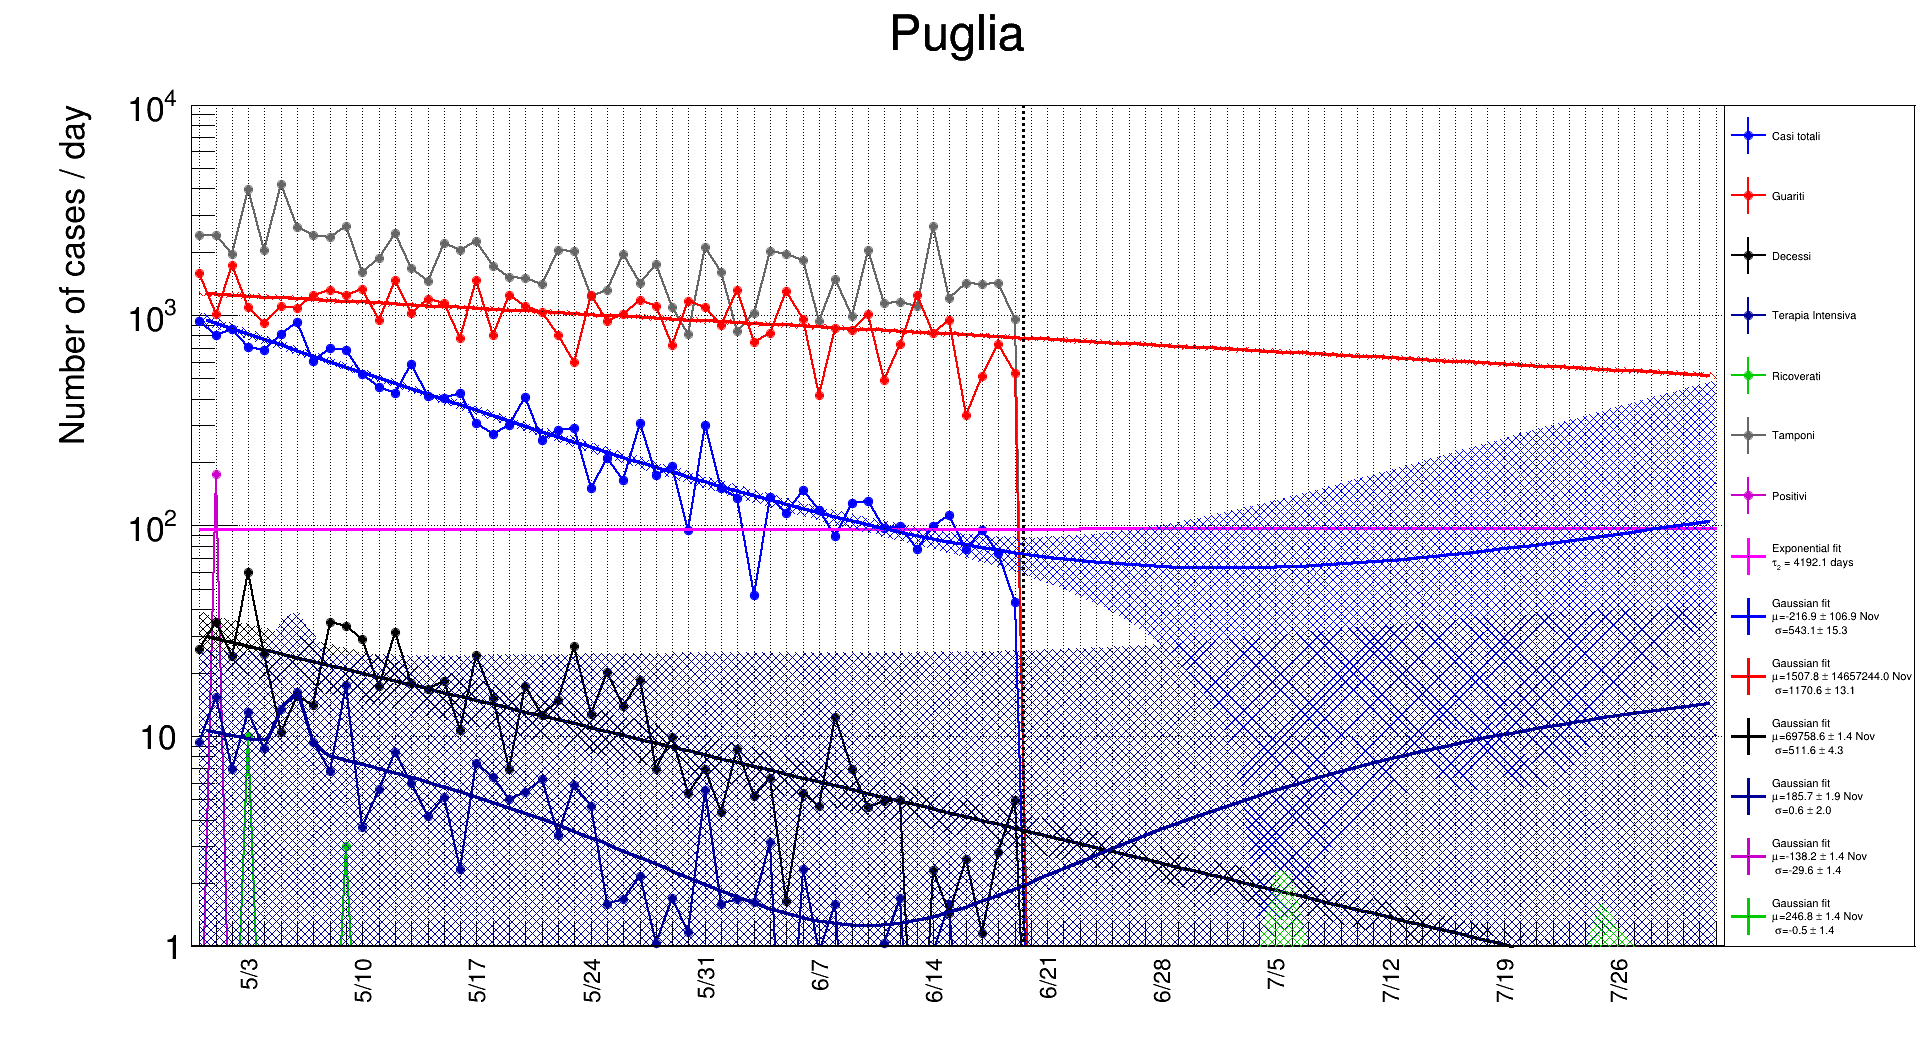 Puglia
Number of cases / day
10⁴
10³
10²
10
1
5/3
5/10
5/17
5/24
5/31
6/7
6/14
6/21
6/28
7/5
7/12
7/19
7/26
Casi totali
Guariti
Decessi
Terapia Intensiva
Ricoverati
Tamponi
Positivi
Exponential fit
τ₂ = 4192.1 days
Gaussian fit
μ=-216.9 ± 106.9 Nov
σ=543.1± 15.3
Gaussian fit
μ=1507.8 ± 14657244.0 Nov
σ=1170.6 ± 13.1
Gaussian fit
μ=69758.6 ± 1.4 Nov
σ=511.6 ± 4.3
Gaussian fit
μ=185.7 ± 1.9 Nov
σ=0.6 ± 2.0
Gaussian fit
μ=-138.2 ± 1.4 Nov
σ=-29.6 ± 1.4
Gaussian fit
μ=246.8 ± 1.4 Nov
σ=-0.5 ± 1.4